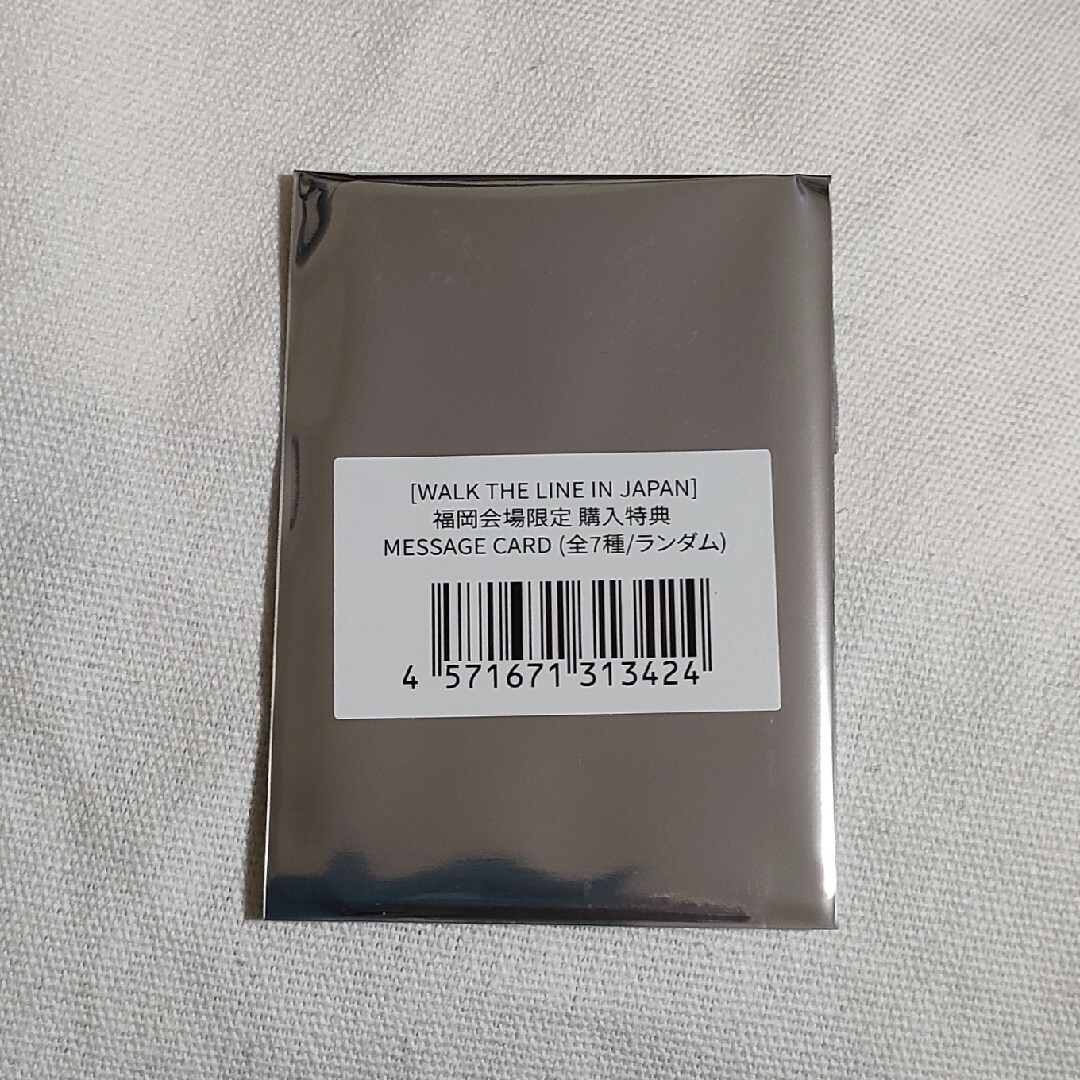 [WALK THE LINE IN JAPAN]
福岡会場限定 購入特典
MESSAGE CARD (全7種/ランダム)
4 571671 313424